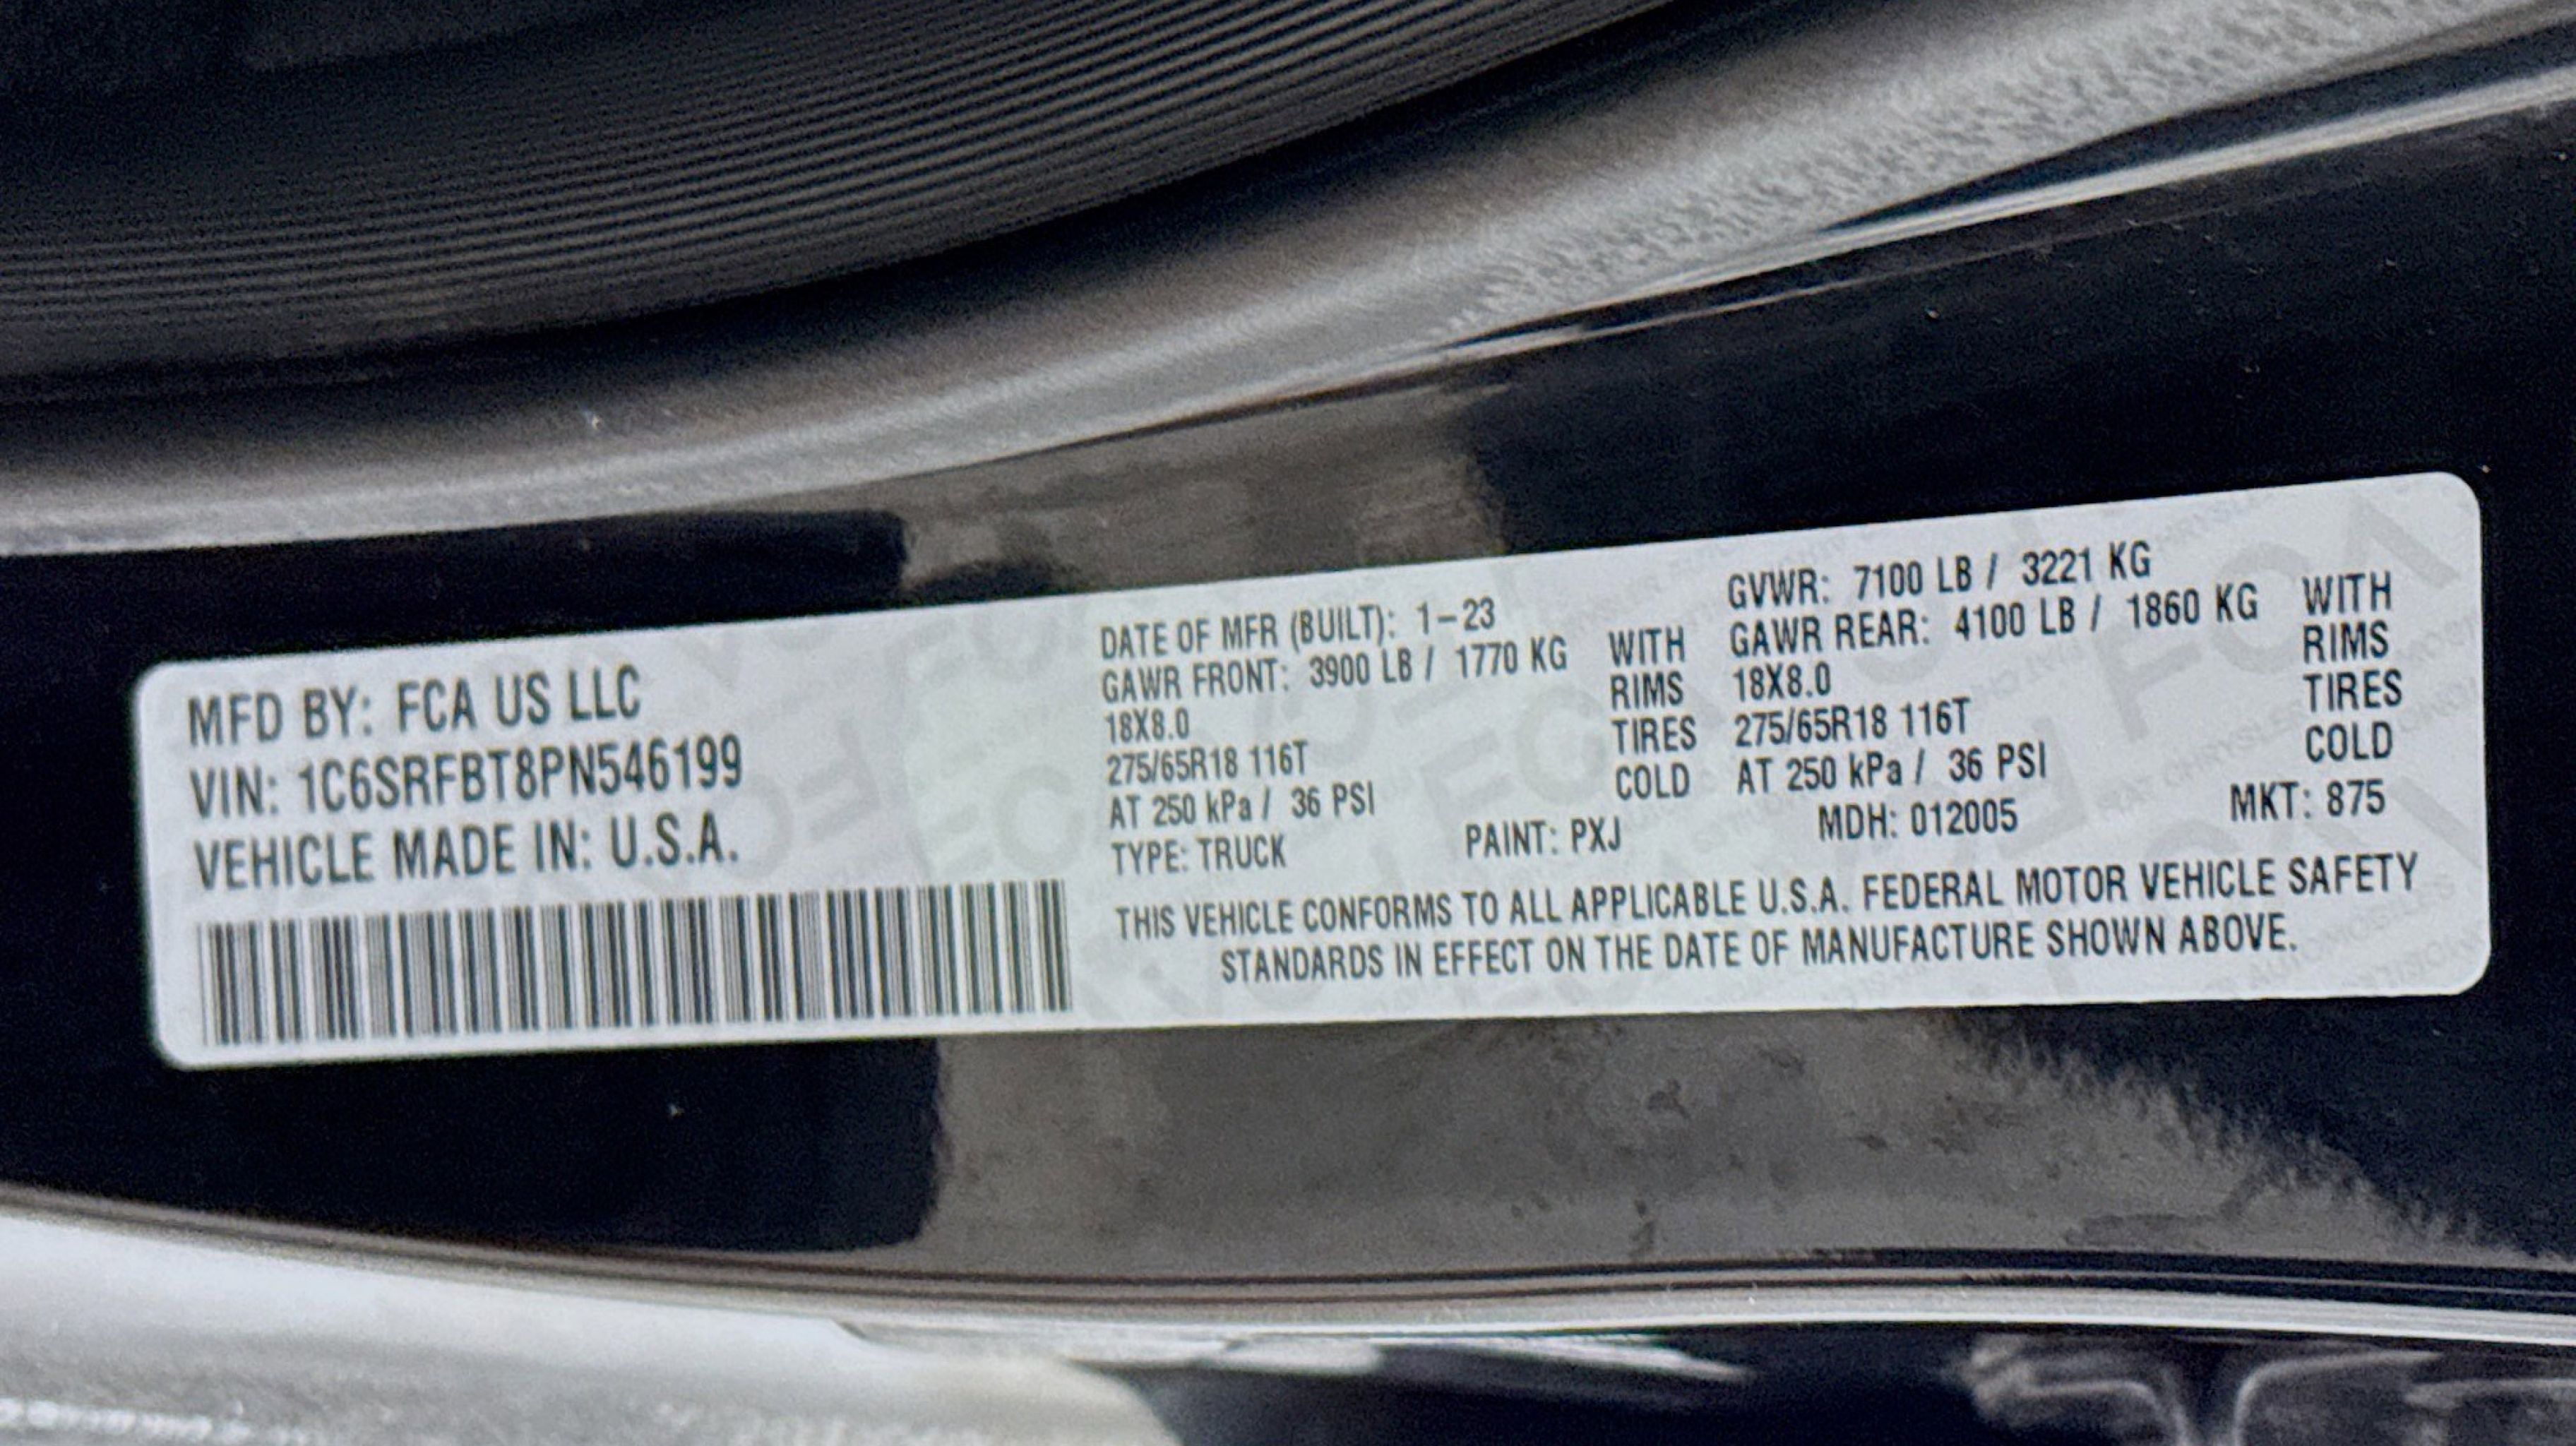 MFD BY: FCA US LLC
VIN: 1C6SRFBT8PN546199
VEHICLE MADE IN: U.S.A.
DATE OF MFR (BUILT): 1-23
GAWR FRONT: 3900 LB / 1770 KG WITH
18X8.0 RIMS
275/65R18 116T TIRES
AT 250 kPa / 36 PSI COLD
GVWR: 7100 LB / 3221 KG
GAWR REAR: 4100 LB / 1860 KG WITH
18X8.0 RIMS
275/65R18 116T TIRES
AT 250 kPa / 36 PSI COLD
TYPE: TRUCK PAINT: PXJ MDH: 012005 MKT: 875
THIS VEHICLE CONFORMS TO ALL APPLICABLE U.S.A. FEDERAL MOTOR VEHICLE SAFETY
STANDARDS IN EFFECT ON THE DATE OF MANUFACTURE SHOWN ABOVE.